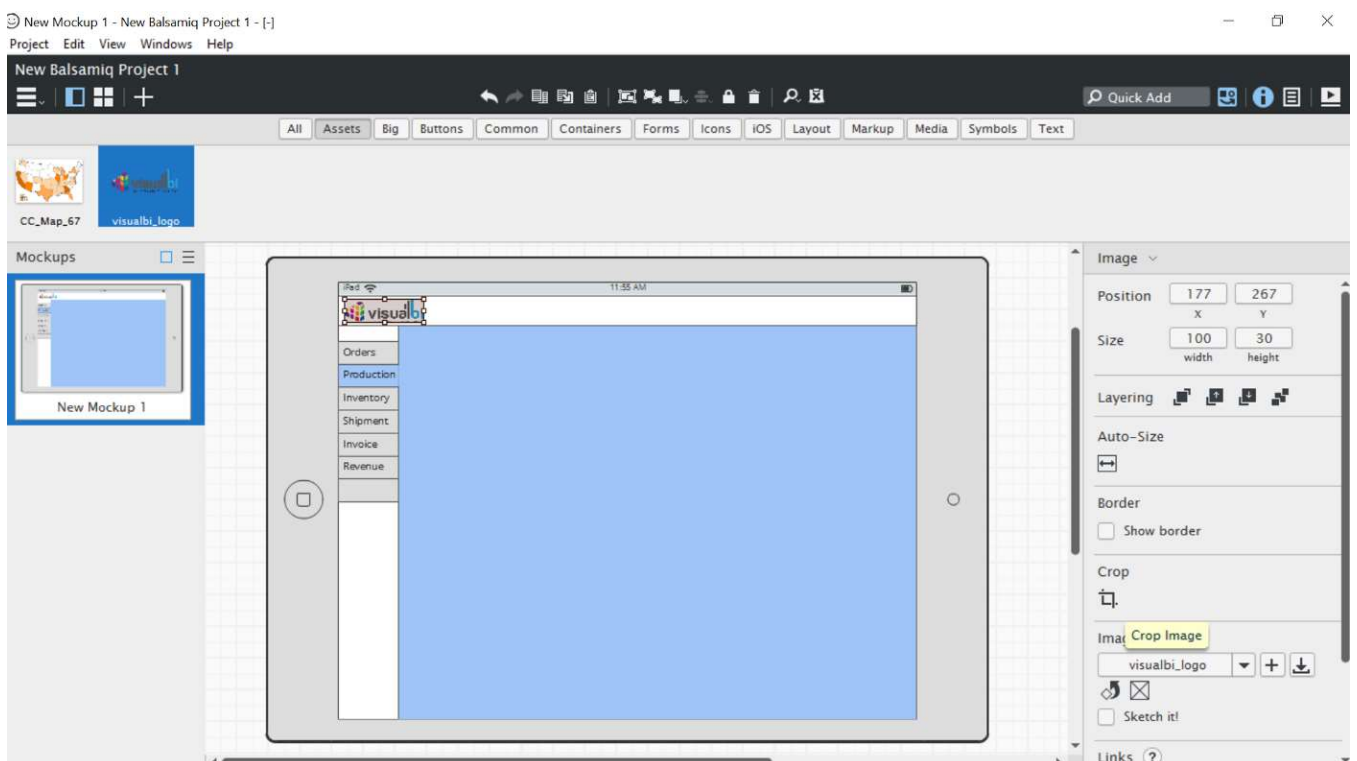 New Mockup 1 - New Balsamiq Project 1 - [-]
Project Edit View Windows Help
New Balsamiq Project 1
Quick Add
All Assets Big Buttons Common Containers Forms Icons iOS Layout Markup Media Symbols Text
CC_Map_67 visualbi_logo
Mockups
New Mockup 1
iPad 11:55 AM
visualbi
Orders
Production
Inventory
Shipment
Invoice
Revenue
Image
Position 177 267
X Y
Size 100 30
width height
Layering
Auto-Size
Border
Show border
Crop
Crop Image
visualbi_logo
Sketch it!
Links ?